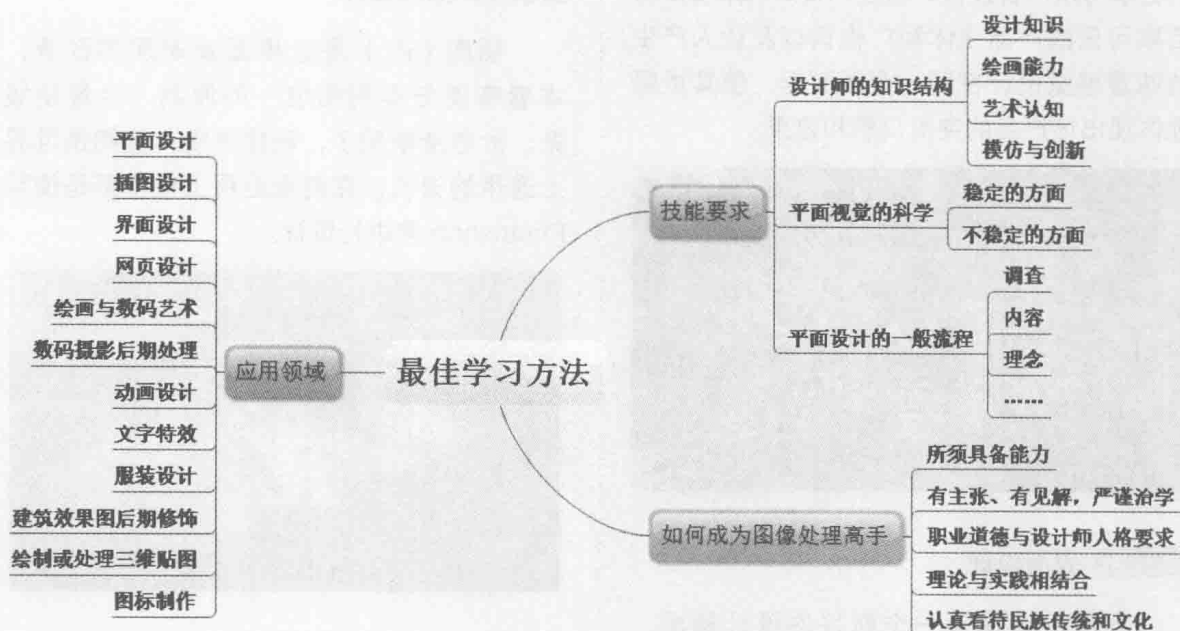 最佳学习方法
应用领域
平面设计
插图设计
界面设计
网页设计
绘画与数码艺术
数码摄影后期处理
动画设计
文字特效
服装设计
建筑效果图后期修饰
绘制或处理三维贴图
图标制作
技能要求
设计师的知识结构
设计知识
绘画能力
艺术认知
模仿与创新
平面视觉的科学
稳定的方面
不稳定的方面
平面设计的一般流程
调查
内容
理念
……
如何成为图像处理高手
所须具备能力
有主张、有见解，严谨治学
职业道德与设计师人格要求
理论与实践相结合
认真看待民族传统和文化